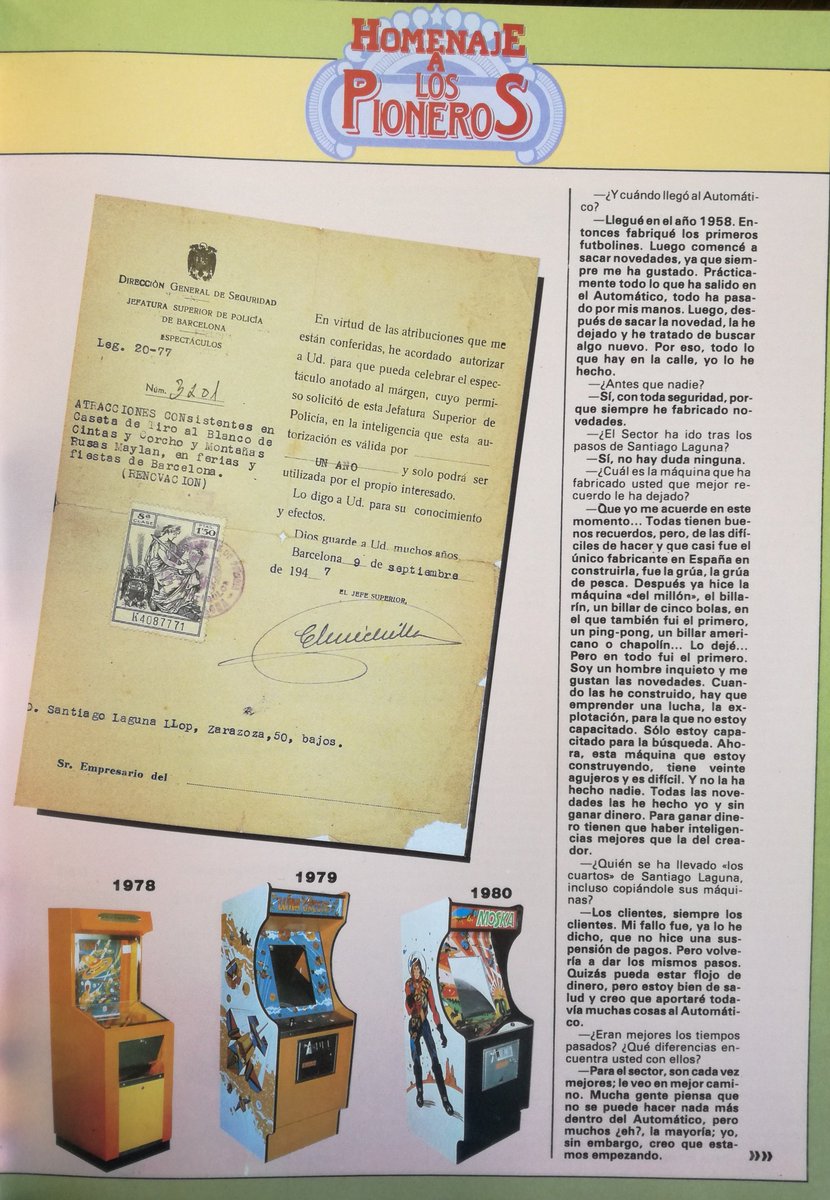 HOMENAJE
A
LOS
PIONEROS
DIRECCIÓN GENERAL DE SEGURIDAD
JEFATURA SUPERIOR DE POLICÍA
DE BARCELONA
ESPECTÁCULOS
Leg. 20-77
Núm. 3201
ATRACCIONES CONsistentes en
Caseta de Tiro al Blanco de
Cintas y Corcho y Montañas
Rusas Maylan, en ferias y
fiestas de Barcelona.
(RENOVACION)
8ª
CLASE
PTAS
1'50
K4087771
En virtud de las atribuciones que me
están conferidas, he acordado autorizar
a Ud. para que pueda celebrar el espec-
táculo anotado al márgen, cuyo permi-
so solicitó de esta Jefatura Superior de
Policía, en la inteligencia que esta au-
torización es válida por
UN AÑO y solo podrá ser
utilizada por el propio interesado.
Lo digo a Ud. para su conocimiento
y efectos.
Dios guarde a Ud. muchos años.
Barcelona 9 de septiembre
de 194 7
EL JEFE SUPERIOR,
D. Santiago Laguna Llop, Zarazoza,50, bajos.
Sr. Empresario del
1978
1979
1980
MOSKA
—¿Y cuándo llegó al Automáti-
co?
—Llegué en el año 1958. En-
tonces fabriqué los primeros
futbolines. Luego comencé a
sacar novedades, ya que siem-
pre me ha gustado. Práctica-
mente todo lo que ha salido en
el Automático, todo ha pasa-
do por mis manos. Luego, des-
pués de sacar la novedad, la he
dejado y he tratado de buscar
algo nuevo. Por eso, todo lo
que hay en la calle, yo lo he
hecho.
—¿Antes que nadie?
—Sí, con toda seguridad, por-
que siempre he fabricado no-
vedades.
—¿El Sector ha ido tras los
pasos de Santiago Laguna?
—Sí, no hay duda ninguna.
—¿Cuál es la máquina que ha
fabricado usted que mejor re-
cuerdo le ha dejado?
—Que yo me acuerde en este
momento... Todas tienen bue-
nos recuerdos, pero, de las difí-
ciles de hacer y que casi fue el
único fabricante en España en
construirla, fue la grúa, la grúa
de pesca. Después ya hice la
máquina «del millón», el billa-
rín, un billar de cinco bolas, en
el que también fui el primero,
un ping-pong, un billar ameri-
cano o chapolín... Lo dejé...
Pero en todo fui el primero.
Soy un hombre inquieto y me
gustan las novedades. Cuan-
do las he construido, hay que
emprender una lucha, la ex-
plotación, para la que no estoy
capacitado. Sólo estoy capa-
citado para la búsqueda. Aho-
ra, esta máquina que estoy
construyendo, tiene veinte
agujeros y es difícil. Y no la ha
hecho nadie. Todas las nove-
dades las he hecho yo y sin
ganar dinero. Para ganar dine-
ro tienen que haber inteligen-
cias mejores que la del crea-
dor.
—¿Quién se ha llevado «los
cuartos» de Santiago Laguna,
incluso copiándole sus máqui-
nas?
—Los clientes, siempre los
clientes. Mi fallo fue, ya lo he
dicho, que no hice una sus-
pensión de pagos. Pero volve-
ría a dar los mismos pasos.
Quizás pueda estar flojo de
dinero, pero estoy bien de sa-
lud y creo que aportaré toda-
vía muchas cosas al Automáti-
co.
—¿Eran mejores los tiempos
pasados? ¿Qué diferencias en-
cuentra usted con ellos?
—Para el sector, son cada vez
mejores; le veo en mejor cami-
no. Mucha gente piensa que
no se puede hacer nada más
dentro del Automático, pero
muchos ¿eh?, la mayoría; yo,
sin embargo, creo que esta-
mos empezando.